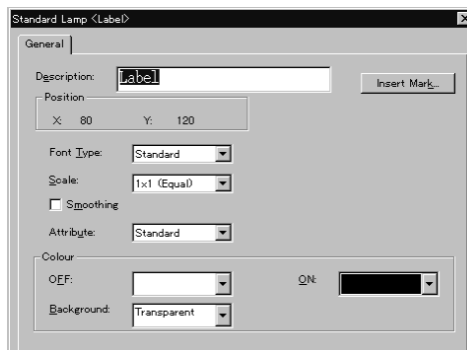 Standard Lamp <Label>
General
Description: Label Insert Mark...
Position
X: 80 Y: 120
Font Type: Standard
Scale: 1x1 (Equal)
Smoothing
Attribute: Standard
Colour
OFF: ON:
Background: Transparent